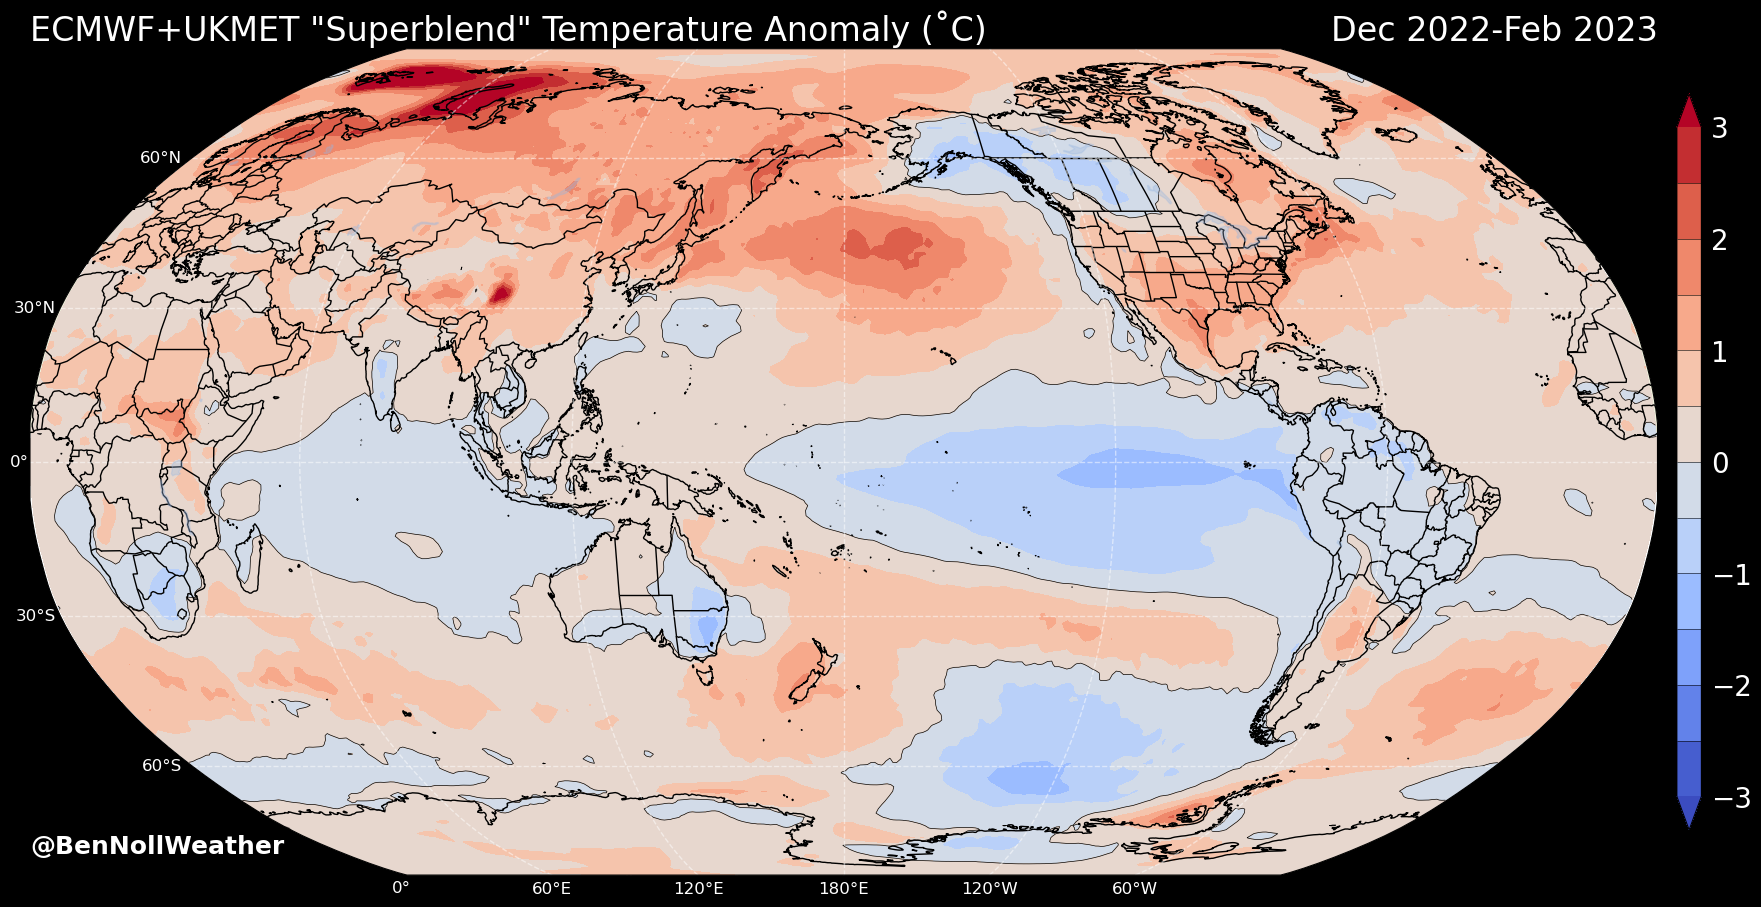 ECMWF+UKMET "Superblend" Temperature Anomaly (˚C)
Dec 2022-Feb 2023
60°N
30°N
0°
30°S
60°S
3
2
1
0
−1
−2
−3
@BenNollWeather
0°
60°E
120°E
180°E
120°W
60°W